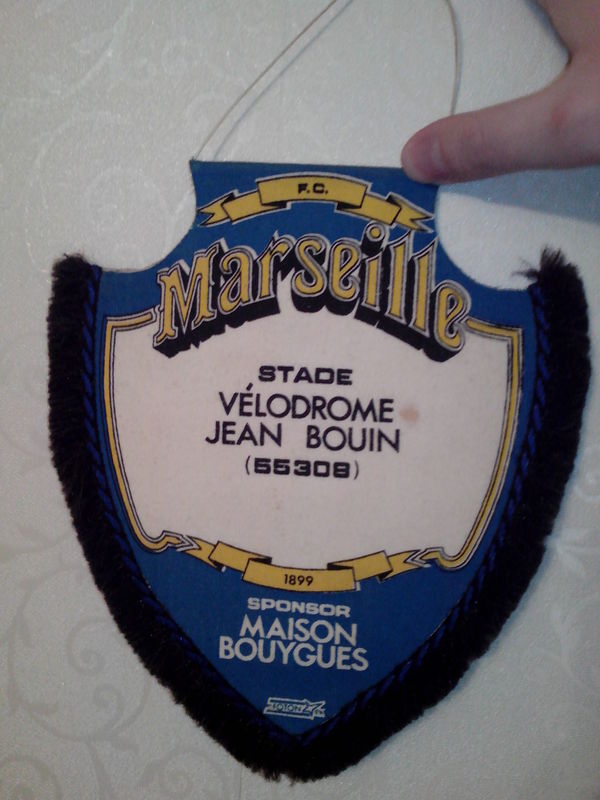 F.C.
Marseille
STADE
VÉLODROME
JEAN BOUIN
(55308)
1899
SPONSOR
MAISON
BOUYGUES